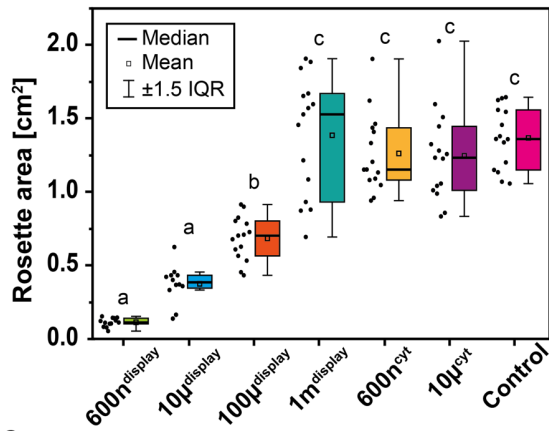 Median
Mean
±1.5 IQR
Rosette area [cm²]
2.0
1.5
1.0
0.5
0.0
a
a
b
c
c
c
c
600n^display
10µ^display
100µ^display
1m^display
600n^cyt
10µ^cyt
Control